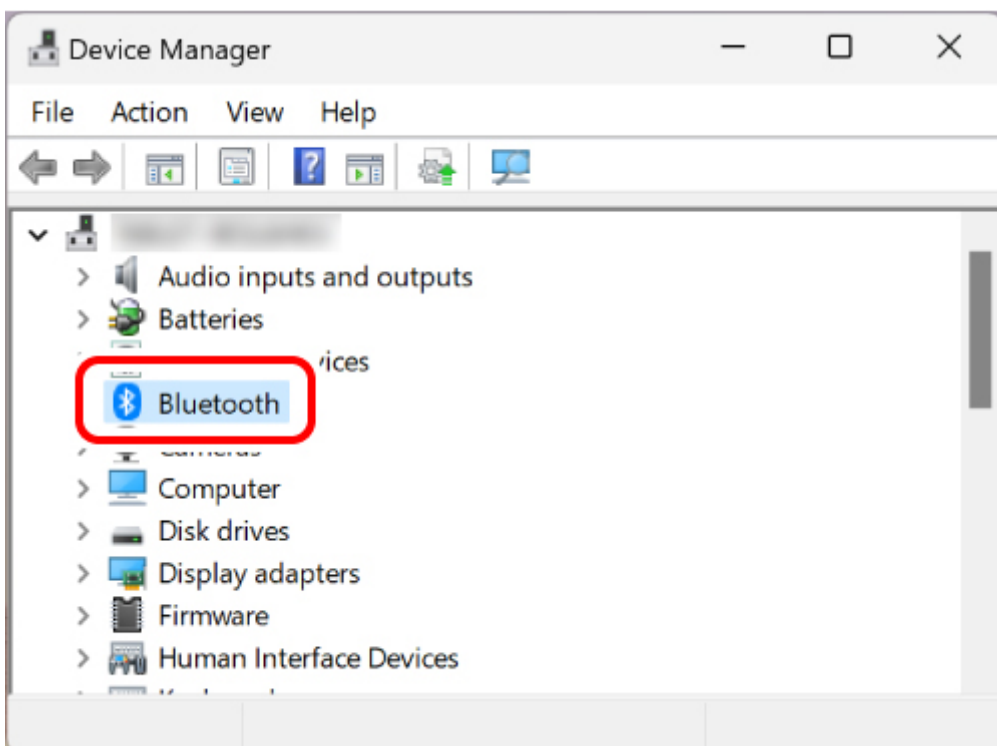 Device Manager
File Action View Help
Audio inputs and outputs
Batteries
Bluetooth
Computer
Disk drives
Display adapters
Firmware
Human Interface Devices